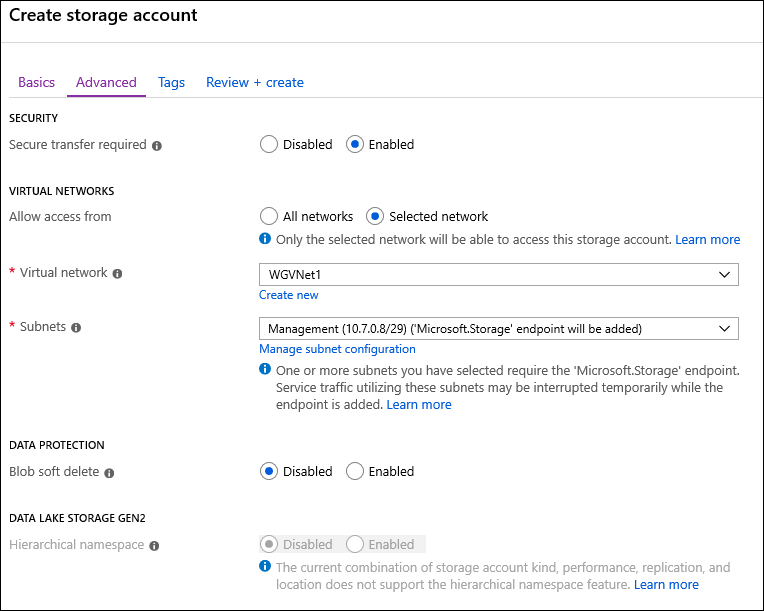 Create storage account
Basics Advanced Tags Review + create
SECURITY
Secure transfer required Disabled Enabled
VIRTUAL NETWORKS
Allow access from All networks Selected network
Only the selected network will be able to access this storage account. Learn more
* Virtual network WGVNet1
Create new
* Subnets Management (10.7.0.8/29) ('Microsoft.Storage' endpoint will be added)
Manage subnet configuration
One or more subnets you have selected require the 'Microsoft.Storage' endpoint.
Service traffic utilizing these subnets may be interrupted temporarily while the
endpoint is added. Learn more
DATA PROTECTION
Blob soft delete Disabled Enabled
DATA LAKE STORAGE GEN2
Hierarchical namespace Disabled Enabled
The current combination of storage account kind, performance, replication, and
location does not support the hierarchical namespace feature. Learn more